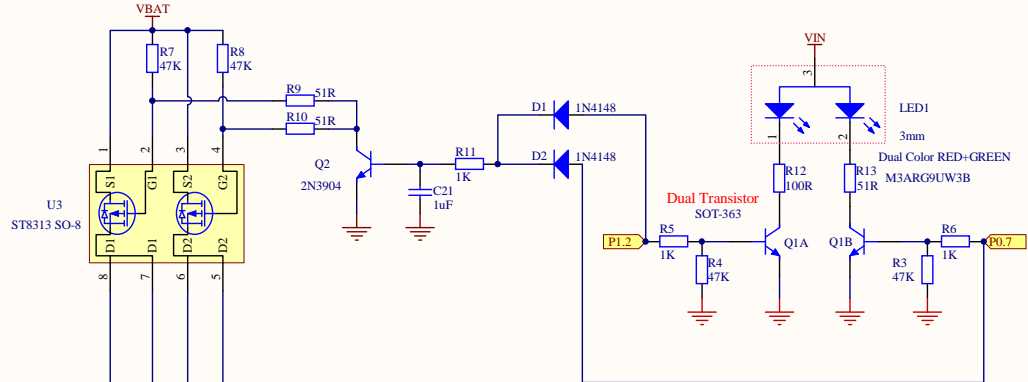 VBAT
R7
47K
R8
47K
R9
51R
R10
51R
1
2
3
4
S1
G1
S2
G2
D1
D1
D2
D2
U3
ST8313 SO-8
8
7
6
5
Q2
2N3904
C21
1uF
R11
1K
D1
1N4148
D2
1N4148
VIN
3
LED1
3mm
1
2
Dual Color RED+GREEN
M3ARG9UW3B
R12
100R
R13
51R
Dual Transistor
SOT-363
P1.2
R5
1K
R4
47K
Q1A
Q1B
R3
47K
R6
1K
P0.7